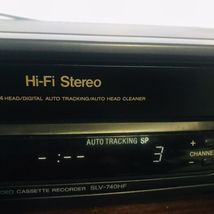 Hi-Fi Stereo
4-HEAD/DIGITAL AUTO TRACKING/AUTO HEAD CLEANER
AUTO TRACKING SP
+
-:-- 3
CHANNEL
VIDEO CASSETTE RECORDER SLV-740HF